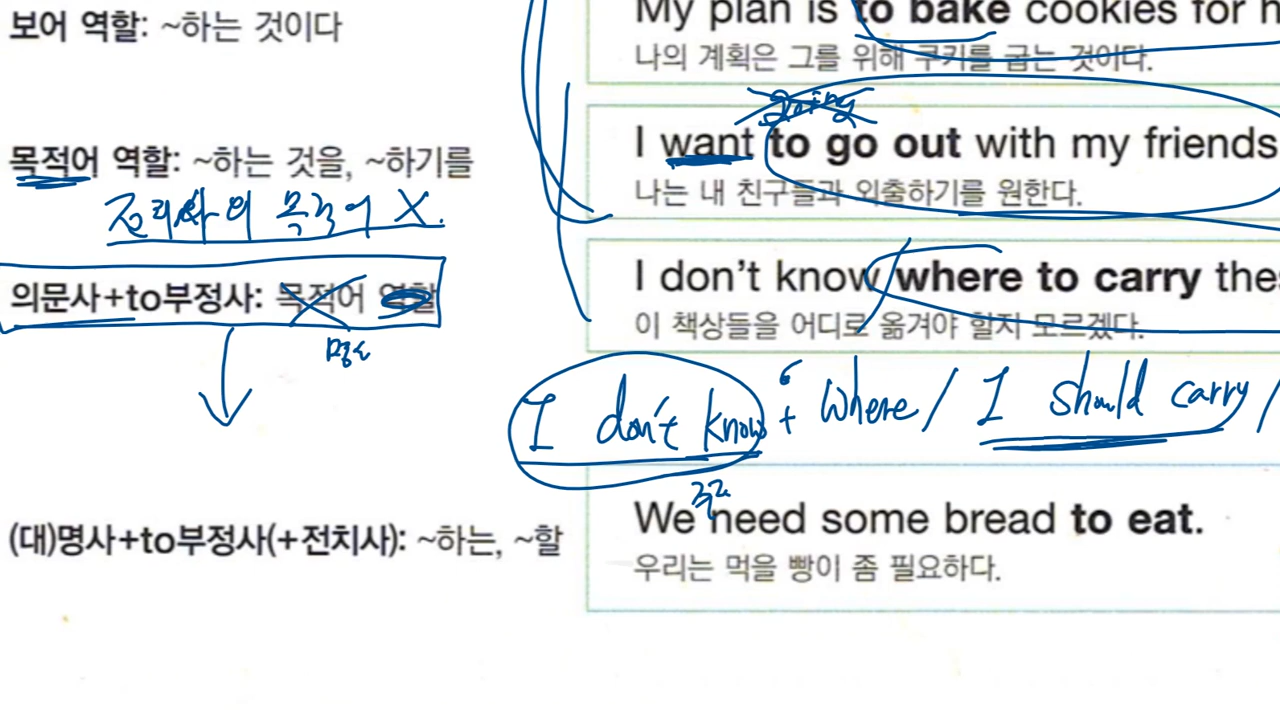 보어 역할: ~하는 것이다
My plan is to bake cookies for h
나의 계획은 그를 위해 쿠키를 굽는 것이다.
going
목적어 역할: ~하는 것을, ~하기를
I want to go out with my friends
나는 내 친구들과 외출하기를 원한다.
전치사의 목적어 X.
의문사+to부정사: 목적어 역할
명사
I don't know where to carry thes
이 책상들을 어디로 옮겨야 할지 모르겠다.
I don't know + where / I should carry /
(대)명사+to부정사(+전치사): ~하는, ~할
We need some bread to eat.
우리는 먹을 빵이 좀 필요하다.